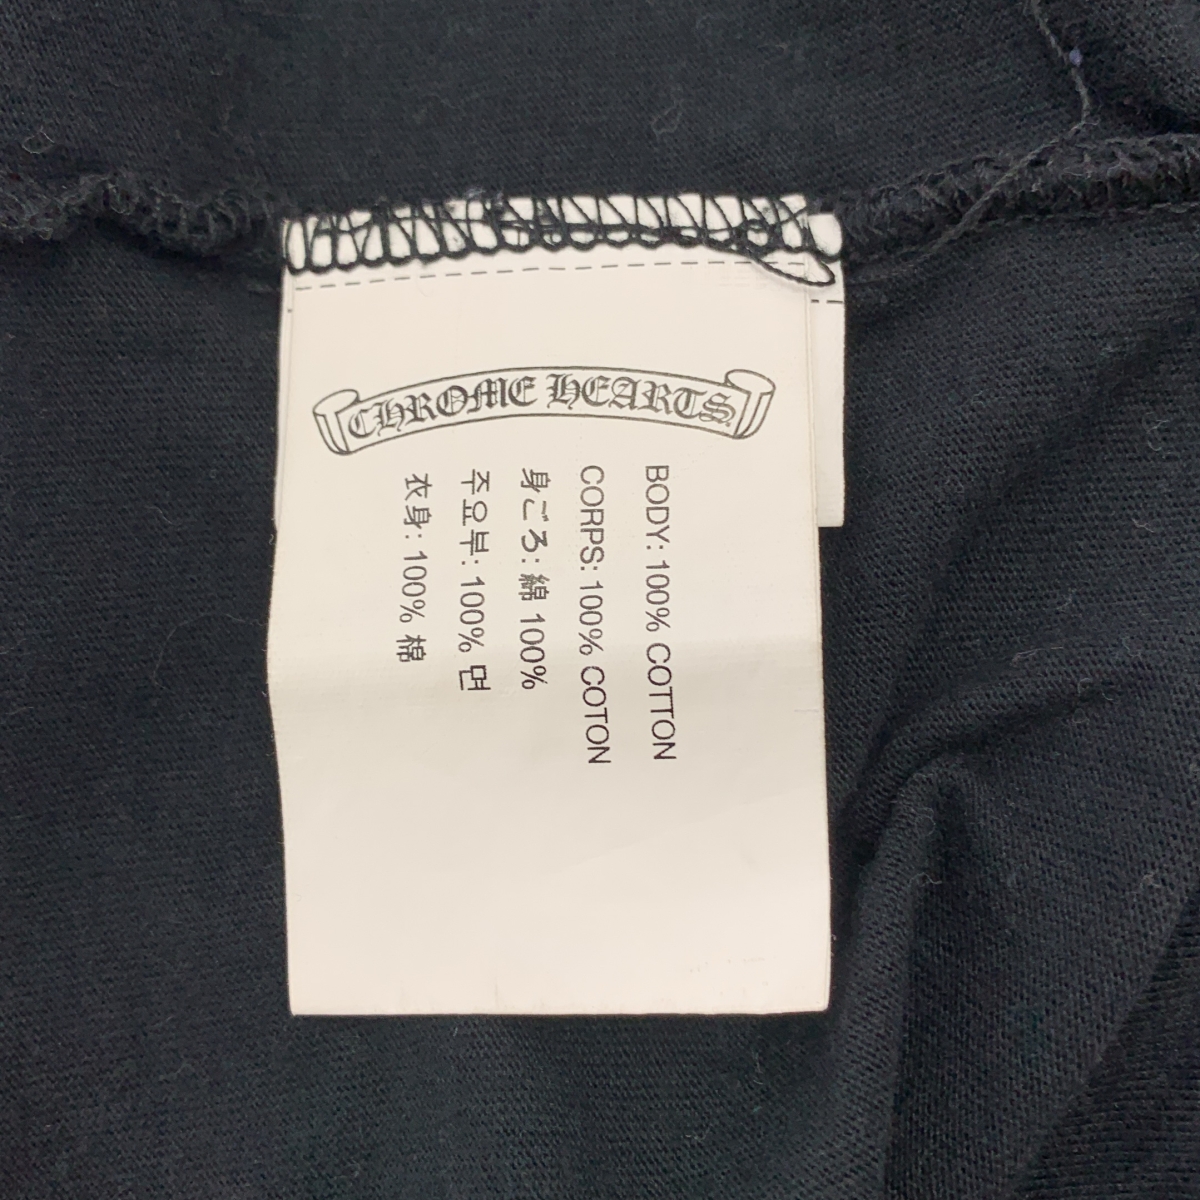 CHROME HEARTS
BODY: 100% COTTON
CORPS: 100% COTON
身ごろ: 綿 100%
주요부: 100% 면
衣身: 100% 棉